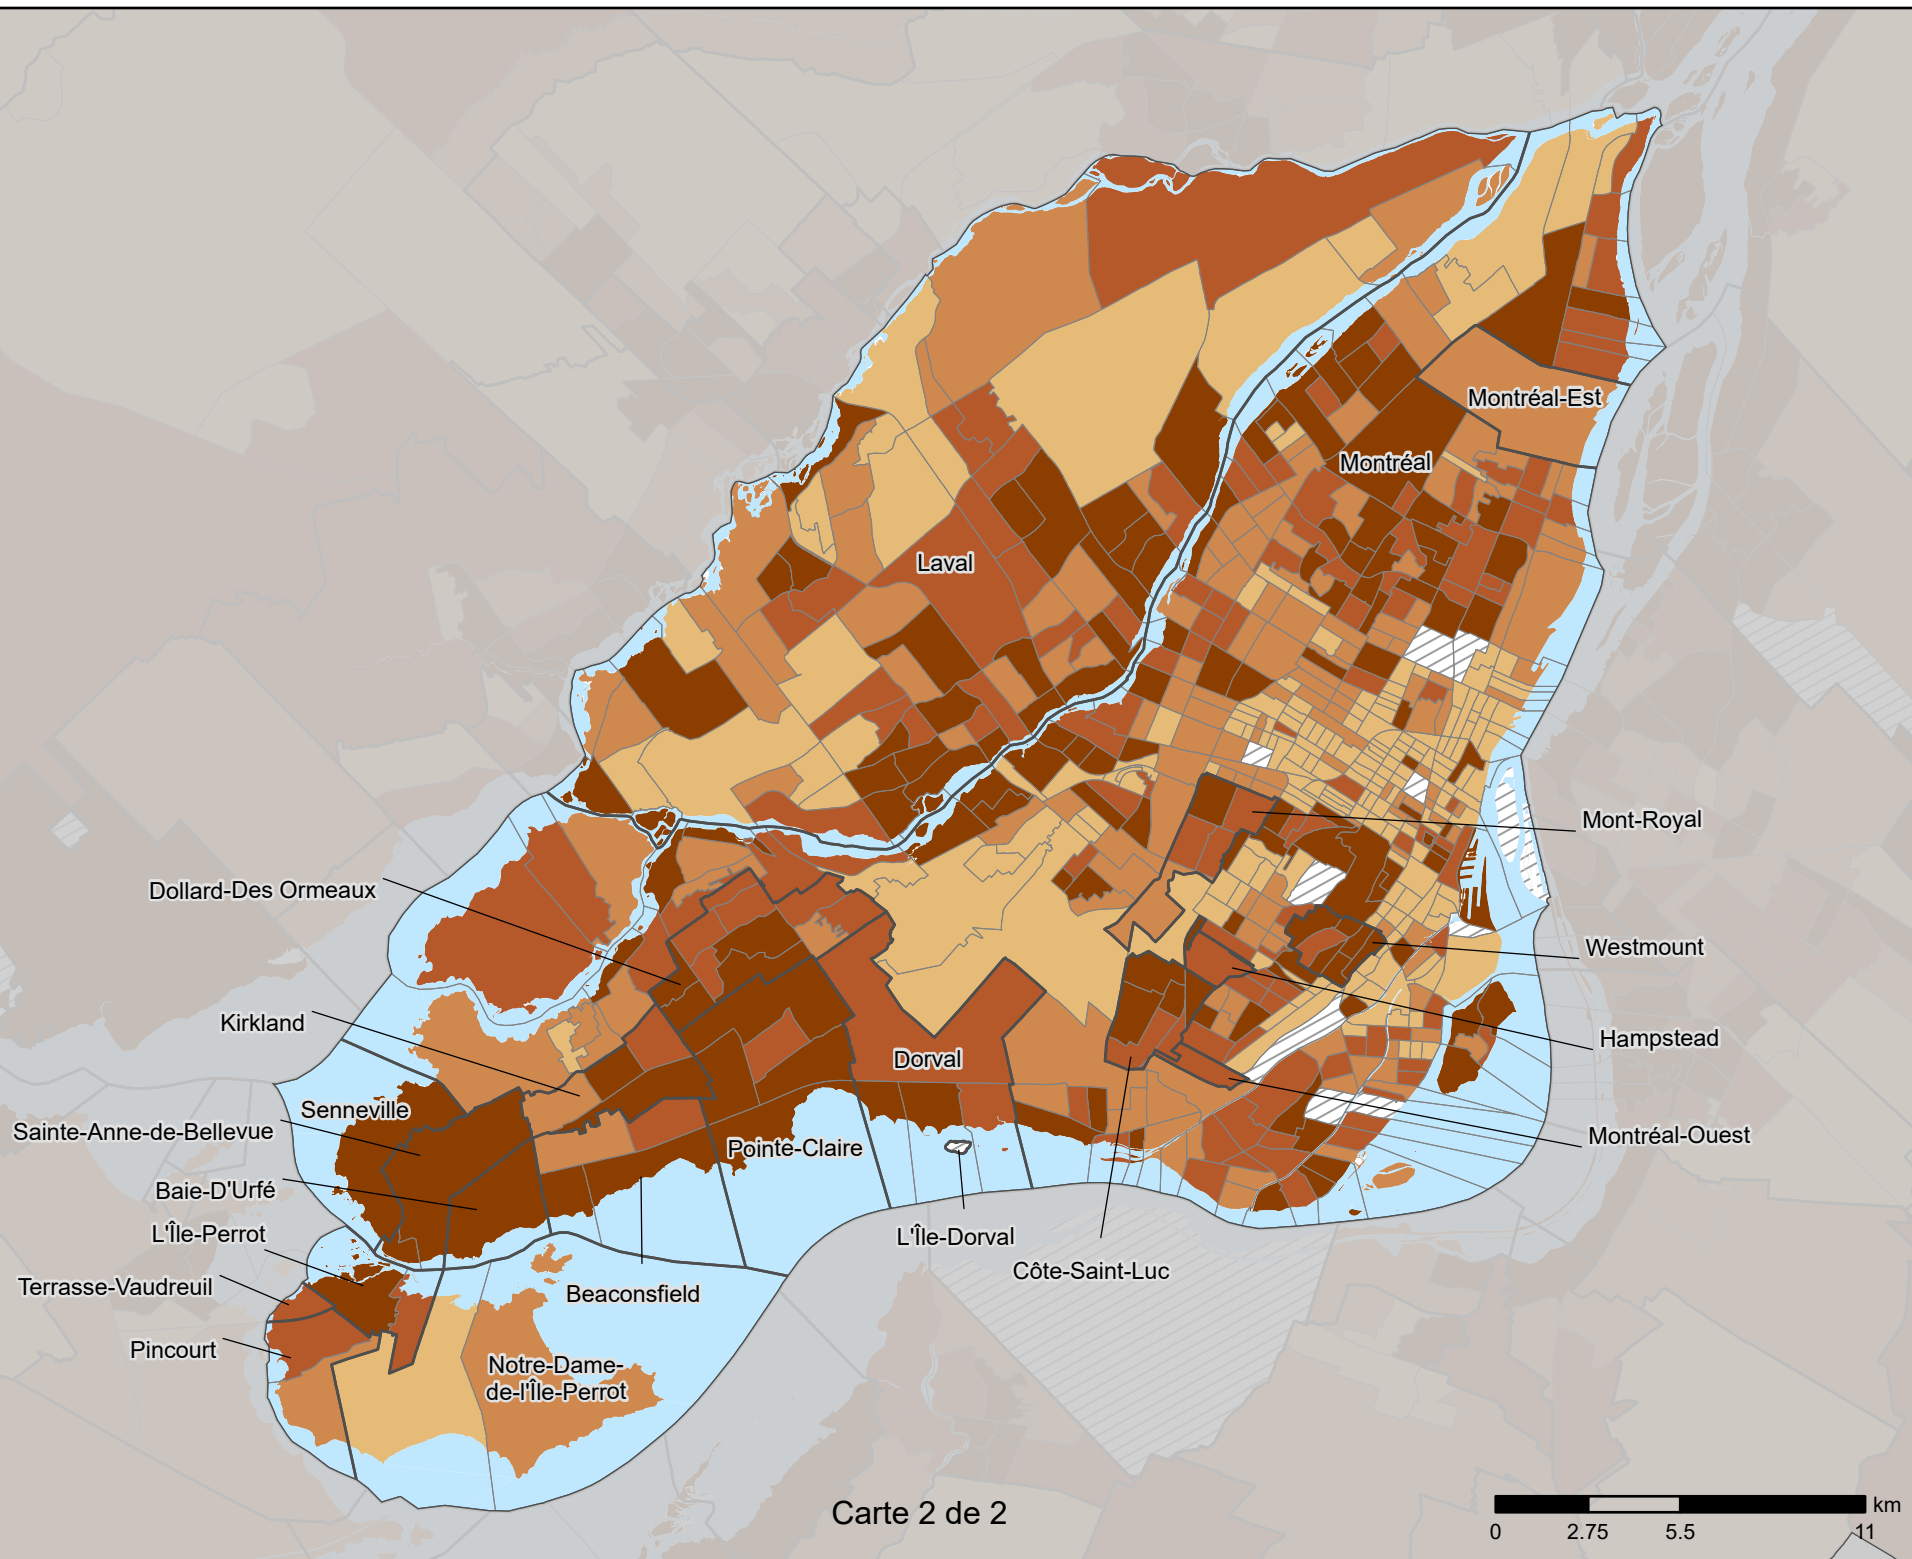 Montréal-Est
Montréal
Laval
Mont-Royal
Dollard-Des Ormeaux
Westmount
Kirkland
Hampstead
Dorval
Senneville
Sainte-Anne-de-Bellevue
Montréal-Ouest
Pointe-Claire
Baie-D'Urfé
L'Île-Perrot
L'Île-Dorval
Côte-Saint-Luc
Terrasse-Vaudreuil
Beaconsfield
Pincourt
Notre-Dame-
de-l'Île-Perrot
Carte 2 de 2
km
0 2.75 5.5 11